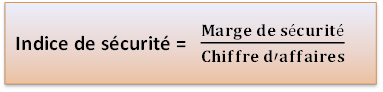 Indice de sécurité = Marge de sécurité
Chiffre d'affaires